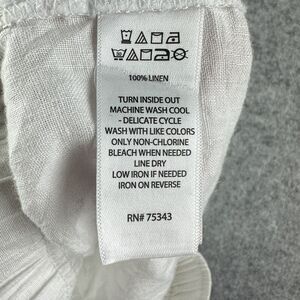 100% LINEN
TURN INSIDE OUT
MACHINE WASH COOL
- DELICATE CYCLE
WASH WITH LIKE COLORS
ONLY NON-CHLORINE
BLEACH WHEN NEEDED
LINE DRY
LOW IRON IF NEEDED
IRON ON REVERSE
RN# 75343